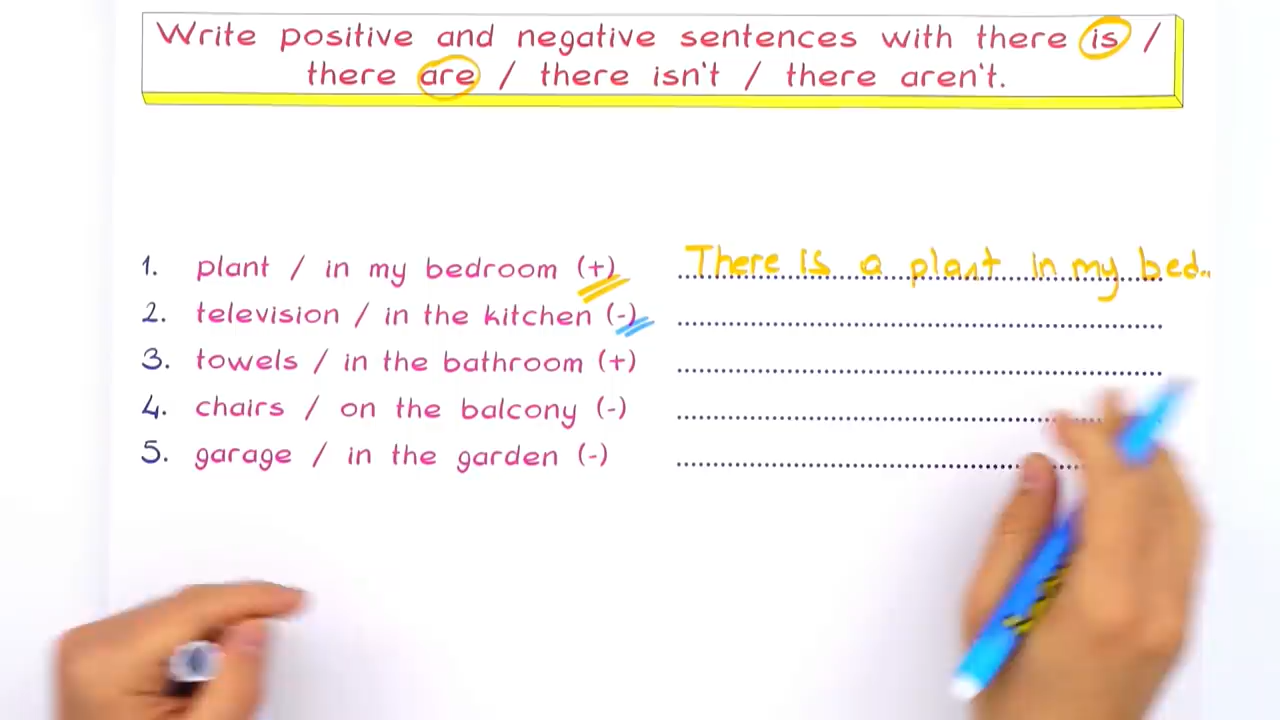 Write positive and negative sentences with there is /
there are / there isn't / there aren't.
1. plant / in my bedroom (+) There is a plant in my bed..
2. television / in the kitchen (-)
3. towels / in the bathroom (+)
4. chairs / on the balcony (-)
5. garage / in the garden (-)